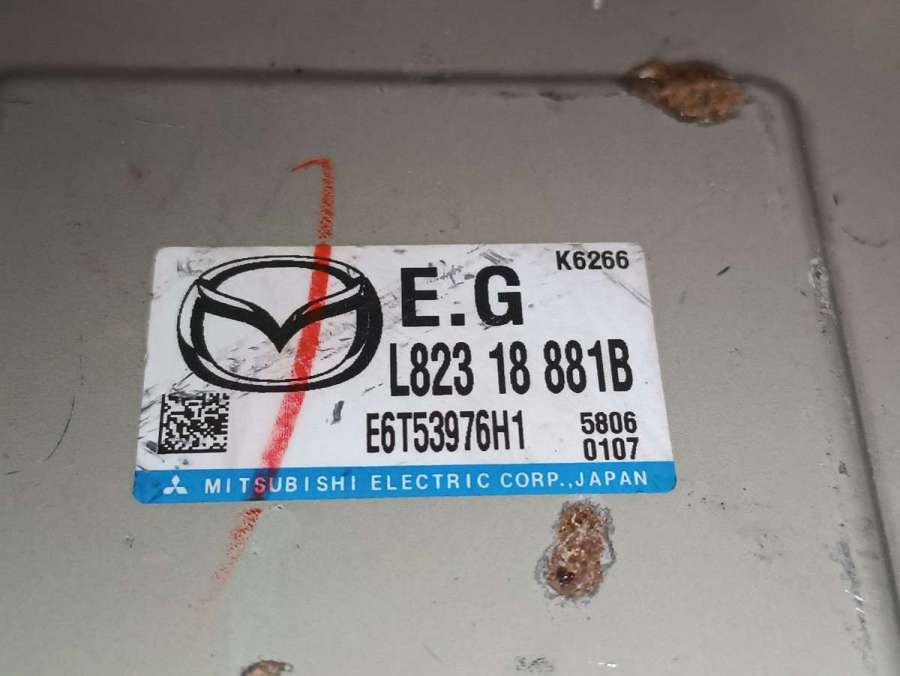 K6266
E.G
L823 18 881B
E6T53976H1 5806
0107
MITSUBISHI ELECTRIC CORP.,JAPAN